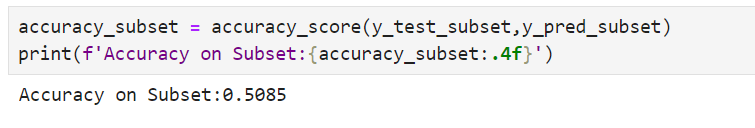 accuracy_subset = accuracy_score(y_test_subset,y_pred_subset)
print(f'Accuracy on Subset:{accuracy_subset:.4f}')
Accuracy on Subset:0.5085